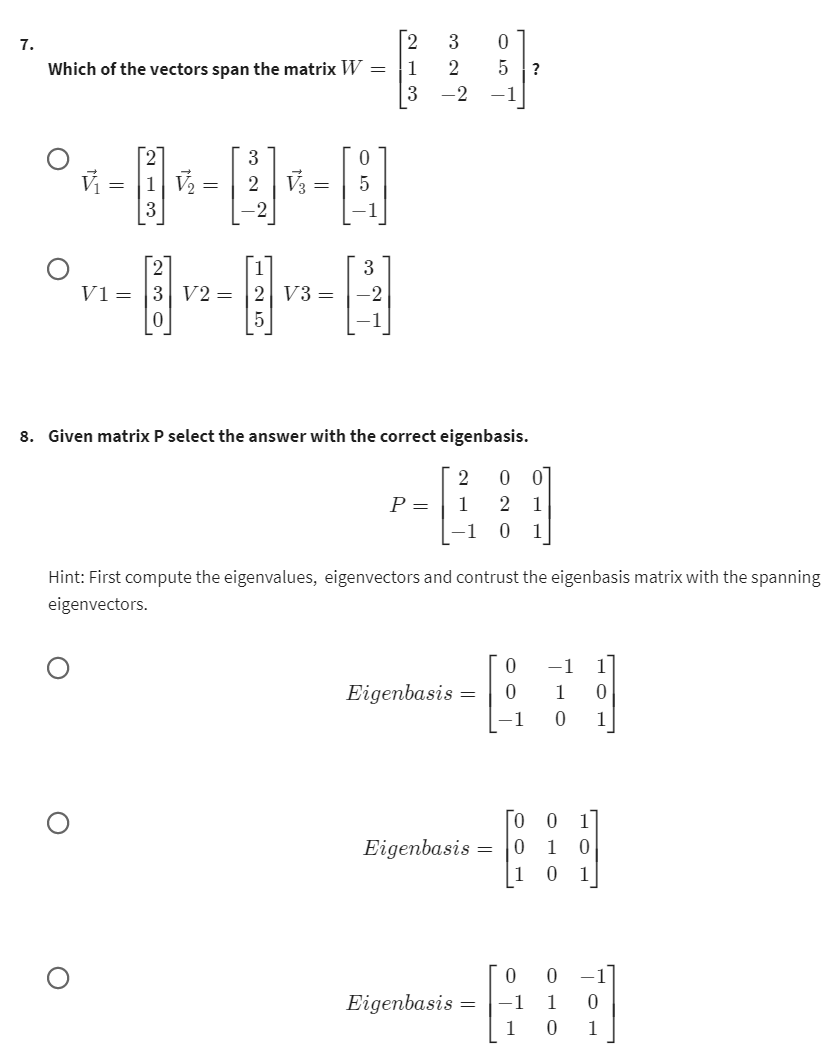 7.
Which of the vectors span the matrix W = [2 3 0; 1 2 5; 3 −2 −1] ?
V⃗1 = [2; 1; 3] V⃗2 = [3; 2; −2] V⃗3 = [0; 5; −1]
V1 = [2; 3; 0] V2 = [1; 2; 5] V3 = [3; −2; −1]
8. Given matrix P select the answer with the correct eigenbasis.
P = [2 0 0; 1 2 1; −1 0 1]
Hint: First compute the eigenvalues, eigenvectors and contrust the eigenbasis matrix with the spanning
eigenvectors.
Eigenbasis = [0 −1 1; 0 1 0; −1 0 1]
Eigenbasis = [0 0 1; 0 1 0; 1 0 1]
Eigenbasis = [0 0 −1; −1 1 0; 1 0 1]